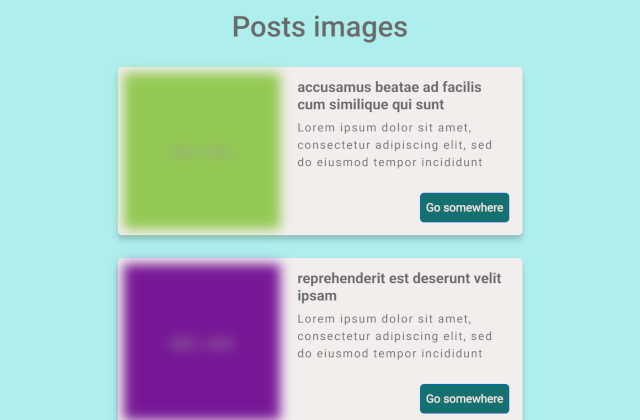 Posts images
accusamus beatae ad facilis
cum similique qui sunt
Lorem ipsum dolor sit amet,
consectetur adipiscing elit, sed
do eiusmod tempor incididunt
Go somewhere
reprehenderit est deserunt velit
ipsam
Lorem ipsum dolor sit amet,
consectetur adipiscing elit, sed
do eiusmod tempor incididunt
Go somewhere